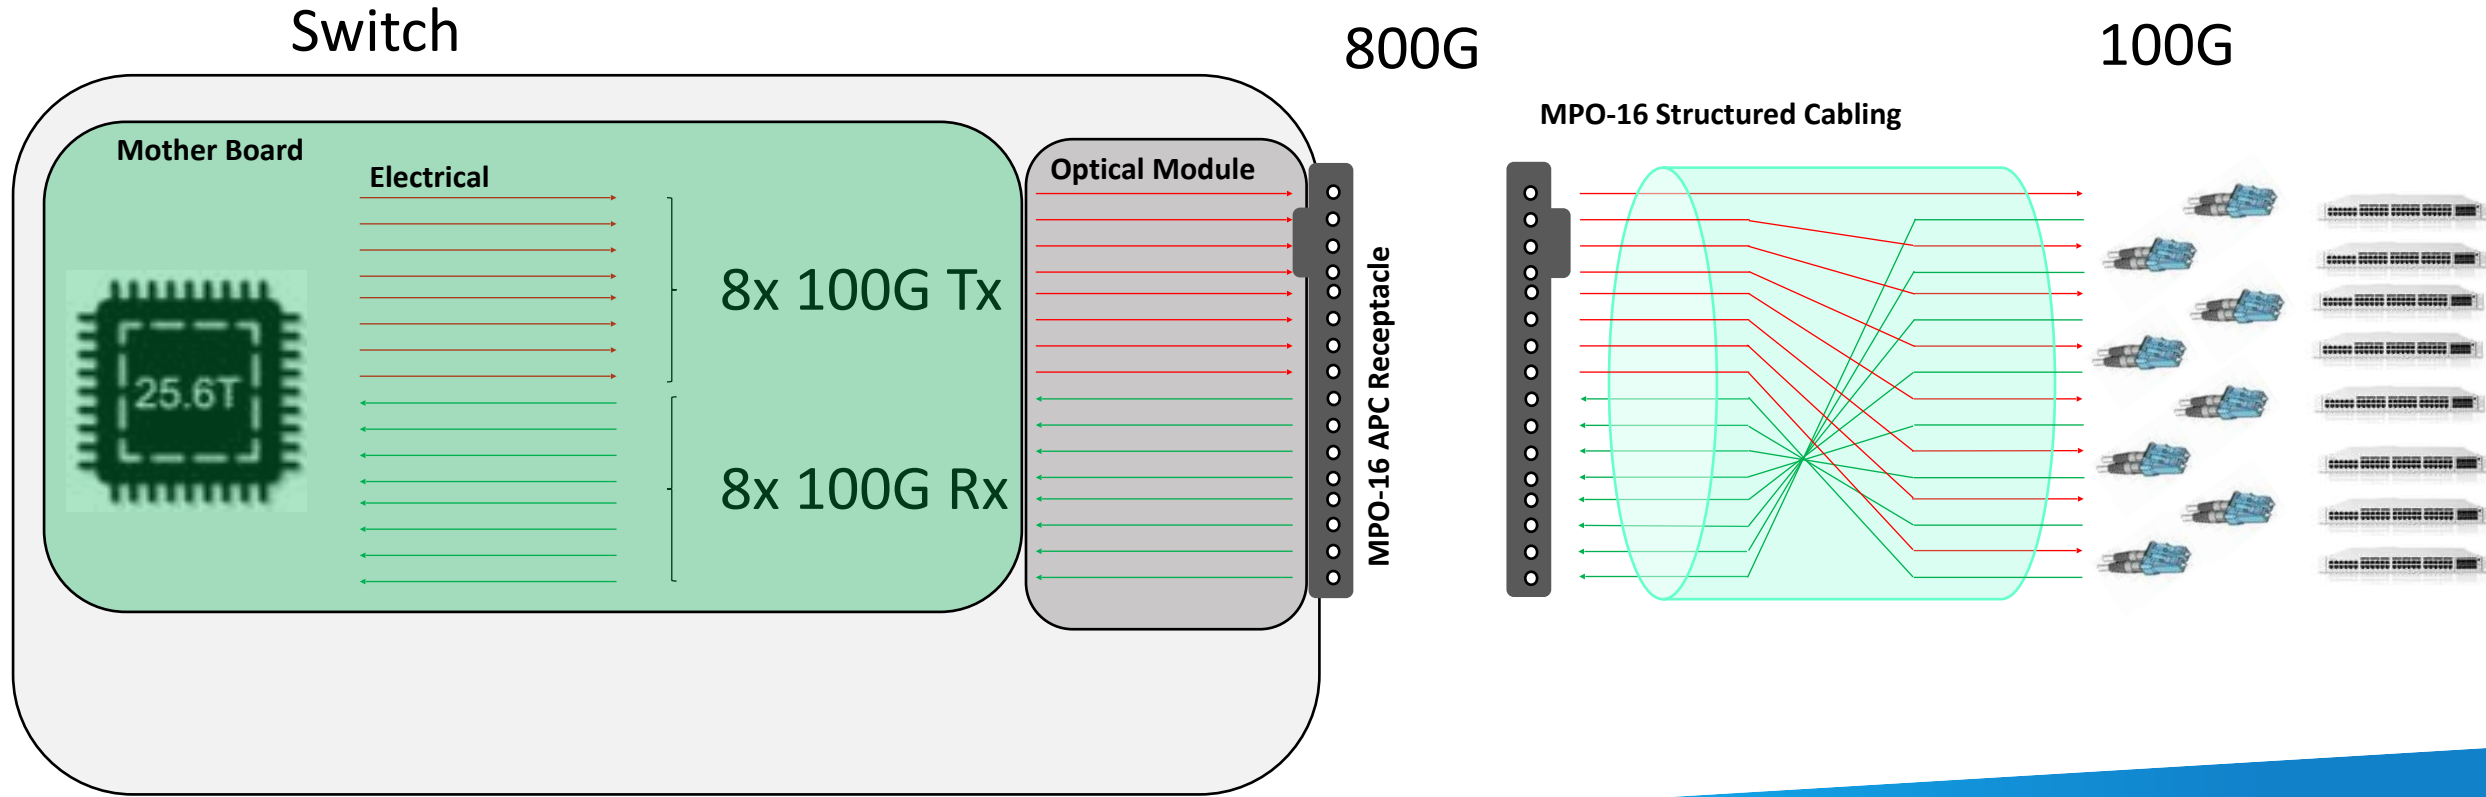 Switch
800G
100G
MPO-16 Structured Cabling
Mother Board
Electrical
Optical Module
8x 100G Tx
25.6T
8x 100G Rx
MPO-16 APC Receptacle